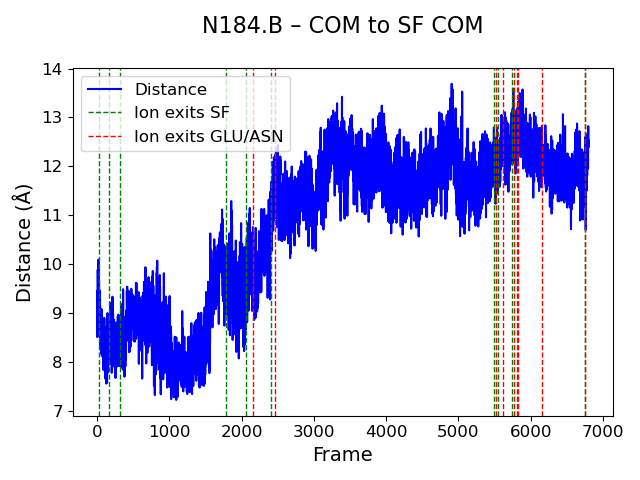 N184.B – COM to SF COM
Distance
Ion exits SF
Ion exits GLU/ASN
Distance (Å)
14
13
12
11
10
9
8
7
0 1000 2000 3000 4000 5000 6000 7000
Frame